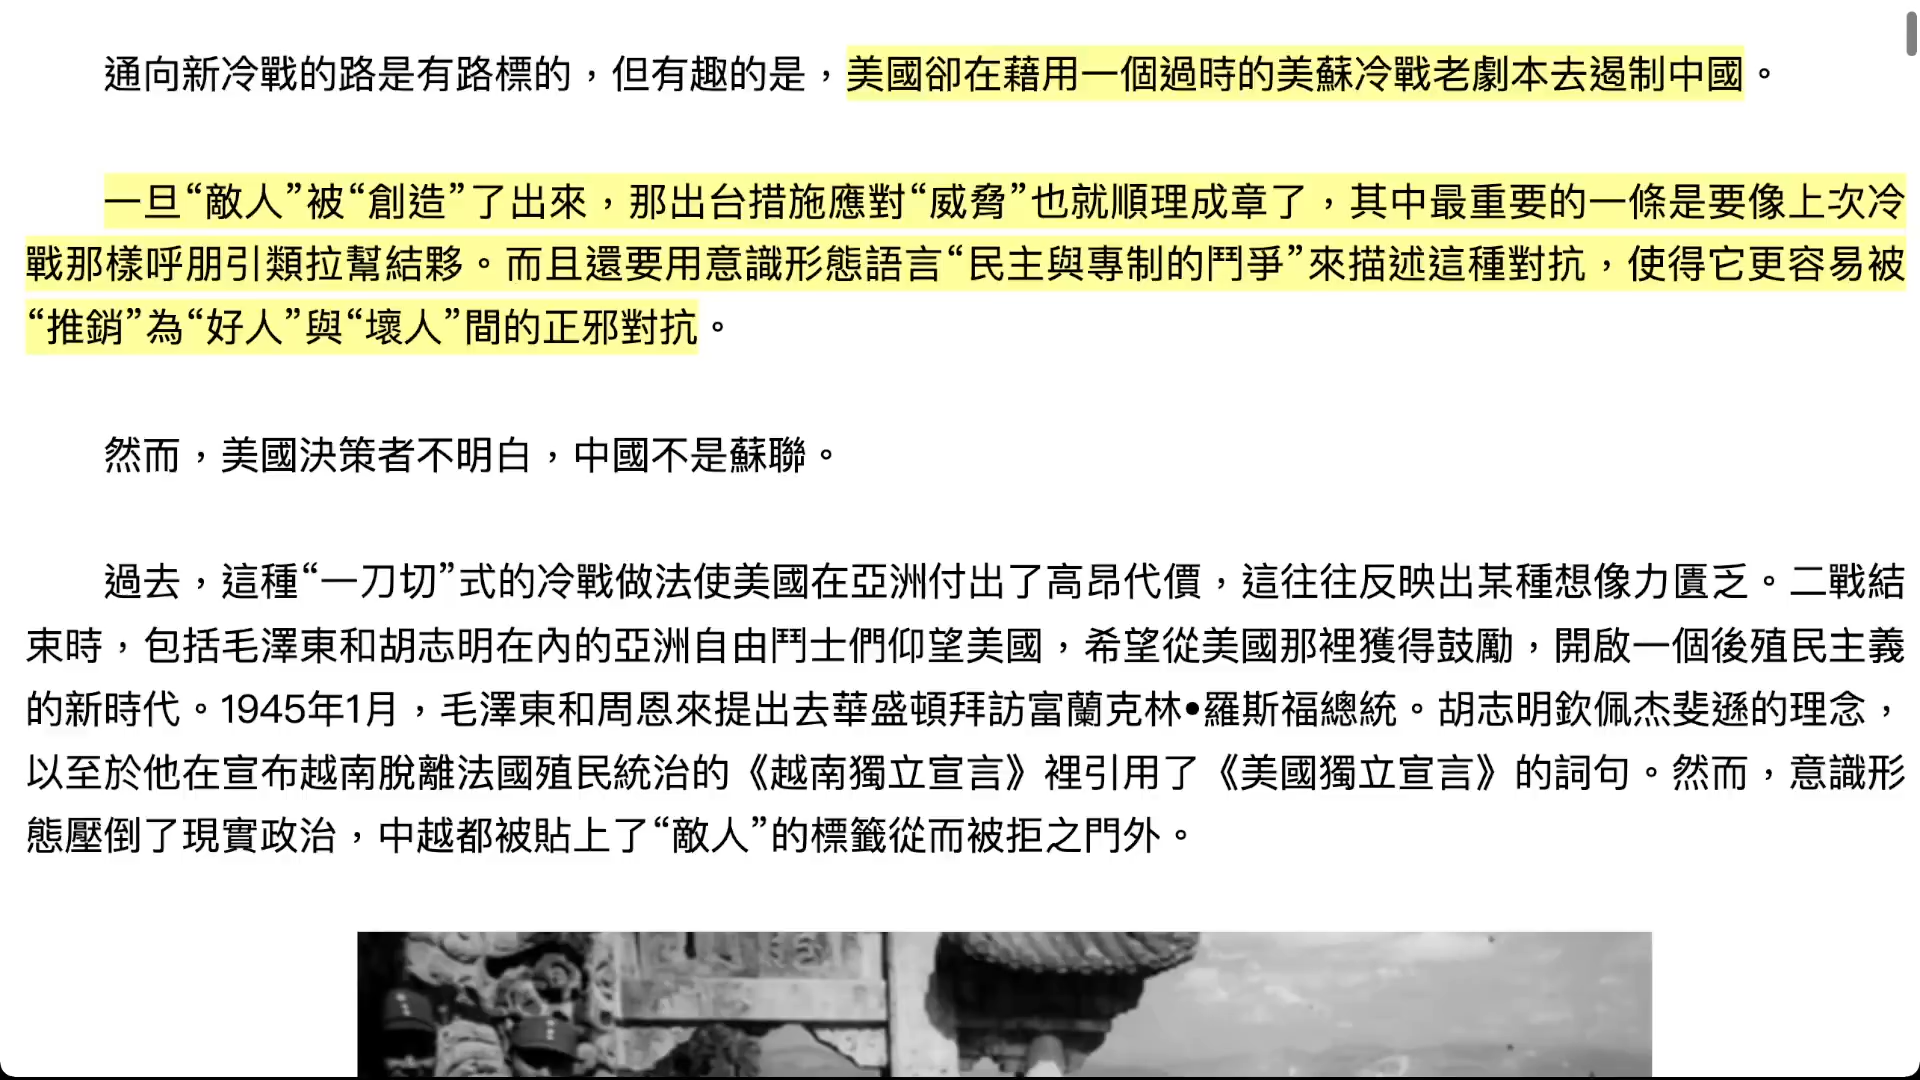 通向新冷戰的路是有路標的，但有趣的是，美國卻在藉用一個過時的美蘇冷戰老劇本去遏制中國。
一旦“敵人”被“創造”了出來，那出台措施應對“威脅”也就順理成章了，其中最重要的一條是要像上次冷
戰那樣呼朋引類拉幫結夥。而且還要用意識形態語言“民主與專制的鬥爭”來描述這種對抗，使得它更容易被
“推銷”為“好人”與“壞人”間的正邪對抗。
然而，美國決策者不明白，中國不是蘇聯。
過去，這種“一刀切”式的冷戰做法使美國在亞洲付出了高昂代價，這往往反映出某種想像力匱乏。二戰結
束時，包括毛澤東和胡志明在內的亞洲自由鬥士們仰望美國，希望從美國那裡獲得鼓勵，開啟一個後殖民主義
的新時代。1945年1月，毛澤東和周恩來提出去華盛頓拜訪富蘭克林•羅斯福總統。胡志明欽佩杰斐遜的理念，
以至於他在宣布越南脫離法國殖民統治的《越南獨立宣言》裡引用了《美國獨立宣言》的詞句。然而，意識形
態壓倒了現實政治，中越都被貼上了“敵人”的標籤從而被拒之門外。